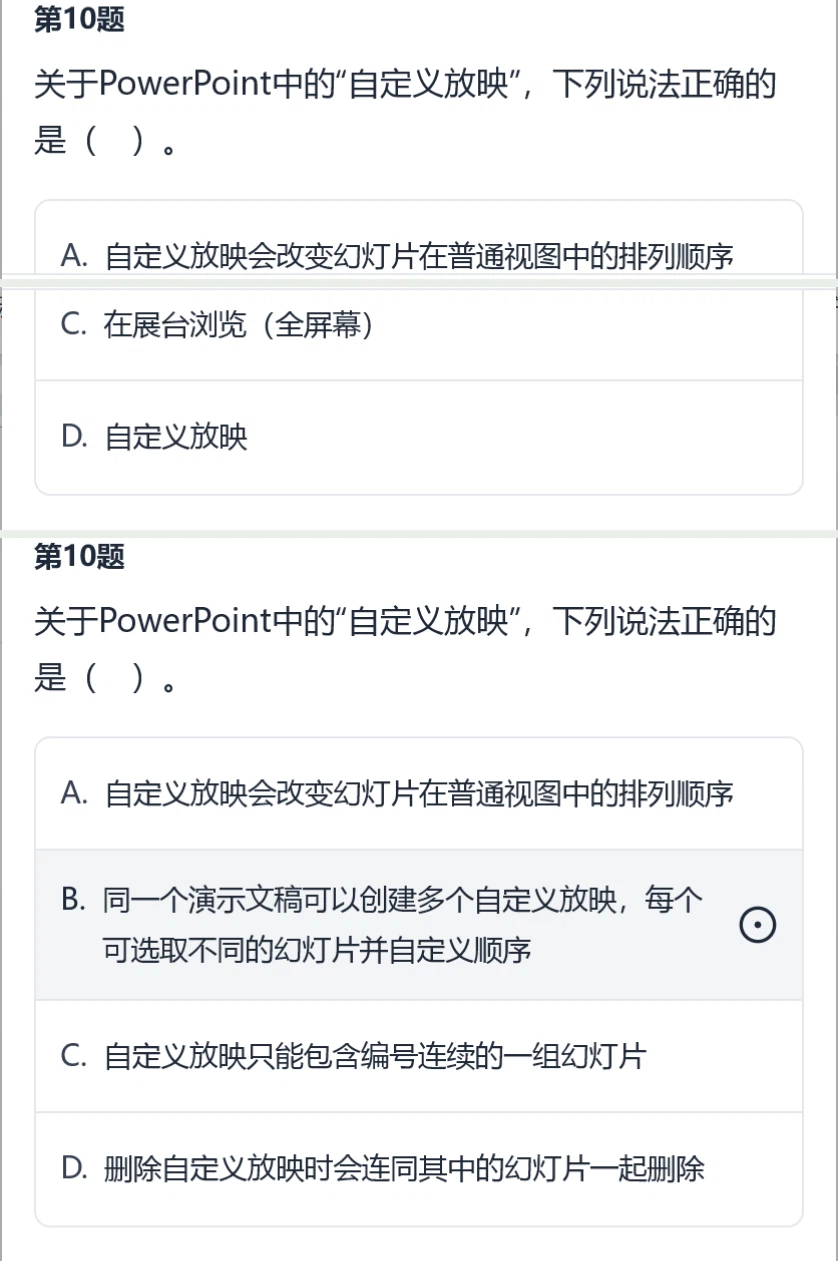 第10题
关于PowerPoint中的“自定义放映”，下列说法正确的
是（　）。
A. 自定义放映会改变幻灯片在普通视图中的排列顺序
C. 在展台浏览（全屏幕）
D. 自定义放映
第10题
关于PowerPoint中的“自定义放映”，下列说法正确的
是（　）。
A. 自定义放映会改变幻灯片在普通视图中的排列顺序
B. 同一个演示文稿可以创建多个自定义放映，每个
可选取不同的幻灯片并自定义顺序
C. 自定义放映只能包含编号连续的一组幻灯片
D. 删除自定义放映时会连同其中的幻灯片一起删除